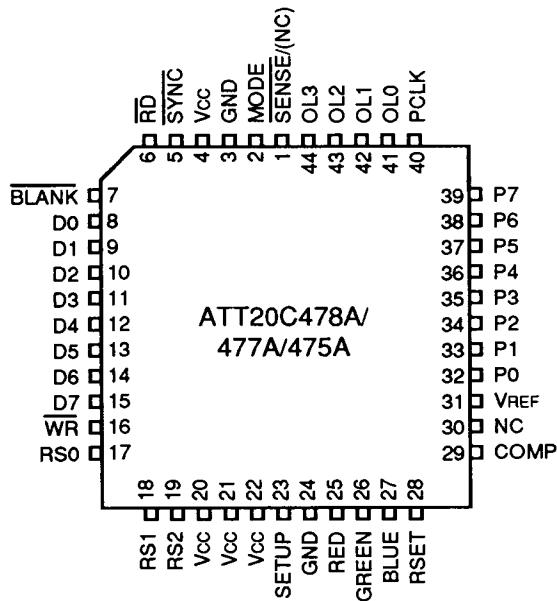 RD
SYNC
VCC
GND
MODE
SENSE/(NC)
OL3
OL2
OL1
OL0
PCLK
6 5 4 3 2 1 44 43 42 41 40
BLANK 7
D0 8
D1 9
D2 10
D3 11
D4 12
D5 13
D6 14
D7 15
WR 16
RS0 17
ATT20C478A/
477A/475A
39 P7
38 P6
37 P5
36 P4
35 P3
34 P2
33 P1
32 P0
31 VREF
30 NC
29 COMP
18 19 20 21 22 23 24 25 26 27 28
RS1
RS2
VCC
VCC
VCC
SETUP
GND
RED
GREEN
BLUE
RSET